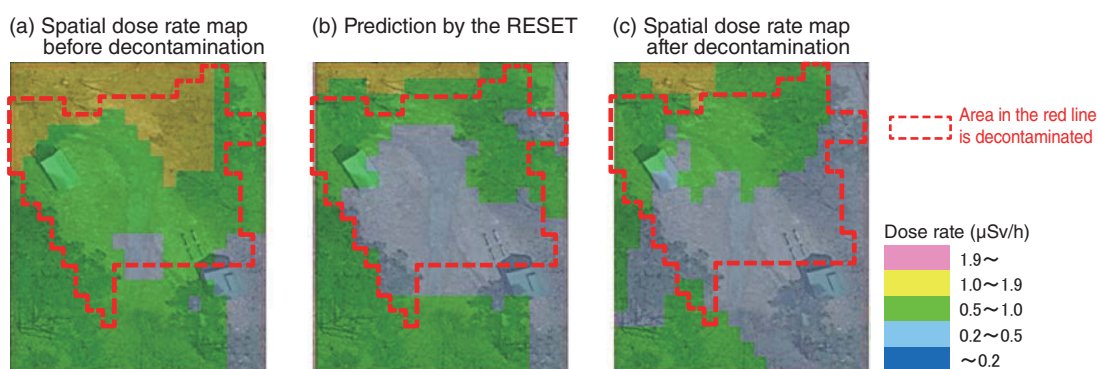 (a) Spatial dose rate map
before decontamination
(b) Prediction by the RESET
(c) Spatial dose rate map
after decontamination
Area in the red line
is decontaminated
Dose rate (μSv/h)
1.9～
1.0～1.9
0.5～1.0
0.2～0.5
～0.2